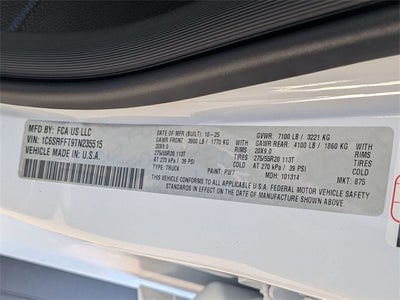 MFD BY: FCA US LLC
VIN: 1C6SRFFT9TN235515
VEHICLE MADE IN U.S.A.
DATE OF MFR (BUILT): 10-25
GAWR FRONT: 3900 LB / 1770 KG
20X9.0
275/55R20 113T
AT 270 kPa / 39 PSI
TYPE: TRUCK
RIMS
TIRES
COLD
PAINT: PW7
GVWR: 7100 LB / 3221 KG
GAWR REAR: 4100 LB / 1860 KG
20X9.0
275/55R20 113T
AT 270 kPa / 39 PSI
MDH: 101314
RIMS
TIRES
COLD
MKT: 875
THIS VEHICLE CONFORMS TO ALL APPLICABLE U.S.A. FEDERAL MOTOR VEHICLE
SAFETY STANDARDS IN EFFECT ON THE DATE OF MANUFACTURE SHOWN ABOVE